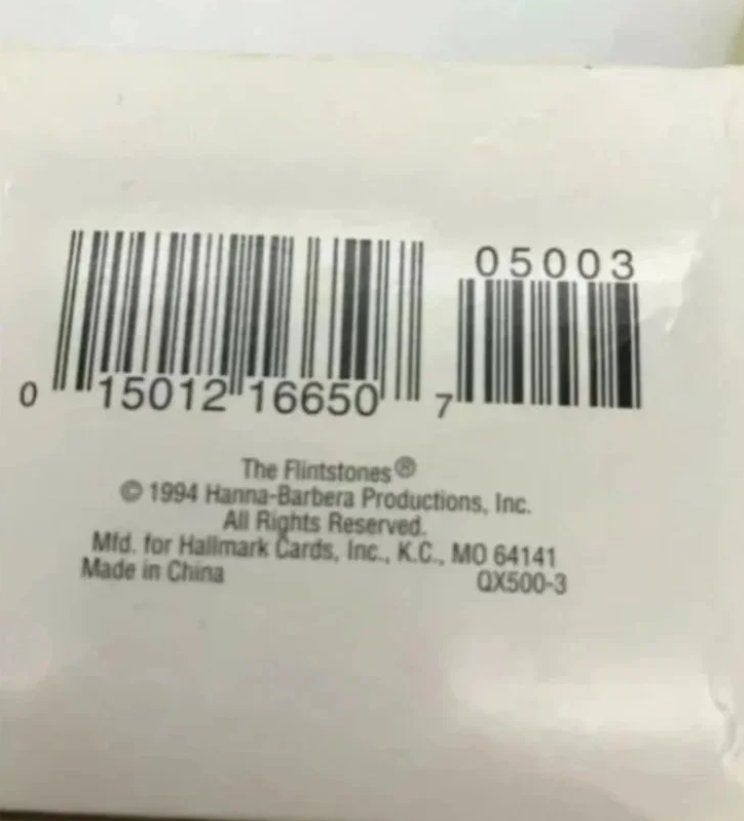 05003
0 15012 16650 7
The Flintstones®
© 1994 Hanna-Barbera Productions, Inc.
All Rights Reserved.
Mfd. for Hallmark Cards, Inc., K.C., MO 64141
Made in China QX500-3